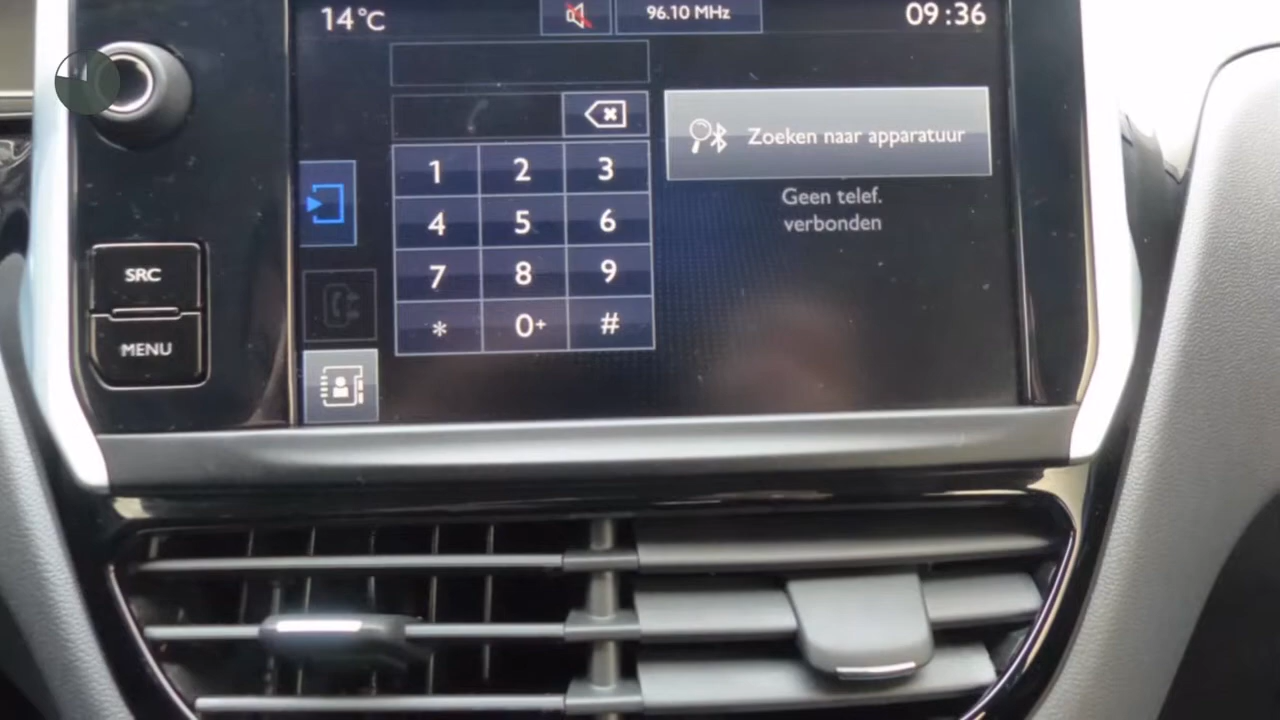 14°C
96.10 MHz
09:36
Zoeken naar apparatuur
Geen telef.
verbonden
1 2 3
4 5 6
7 8 9
* 0+ #
SRC
MENU